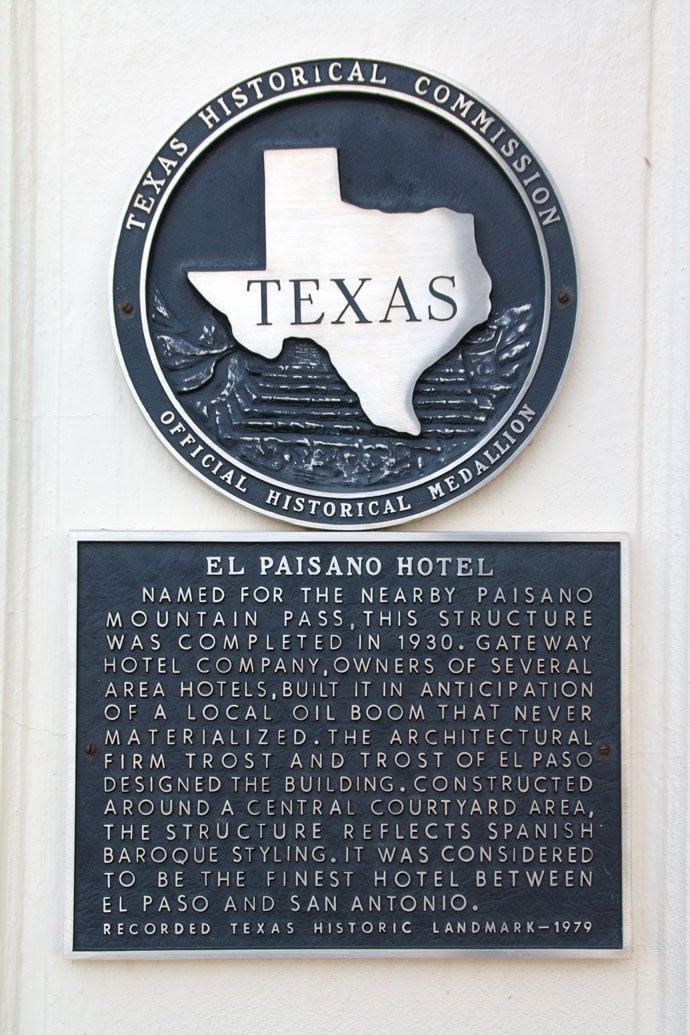 TEXAS HISTORICAL COMMISSION
TEXAS
OFFICIAL HISTORICAL MEDALLION
EL PAISANO HOTEL
NAMED FOR THE NEARBY PAISANO
MOUNTAIN PASS, THIS STRUCTURE
WAS COMPLETED IN 1930. GATEWAY
HOTEL COMPANY, OWNERS OF SEVERAL
AREA HOTELS, BUILT IT IN ANTICIPATION
OF A LOCAL OIL BOOM THAT NEVER
MATERIALIZED. THE ARCHITECTURAL
FIRM TROST AND TROST OF EL PASO
DESIGNED THE BUILDING. CONSTRUCTED
AROUND A CENTRAL COURTYARD AREA,
THE STRUCTURE REFLECTS SPANISH
BAROQUE STYLING. IT WAS CONSIDERED
TO BE THE FINEST HOTEL BETWEEN
EL PASO AND SAN ANTONIO.
RECORDED TEXAS HISTORIC LANDMARK—1979